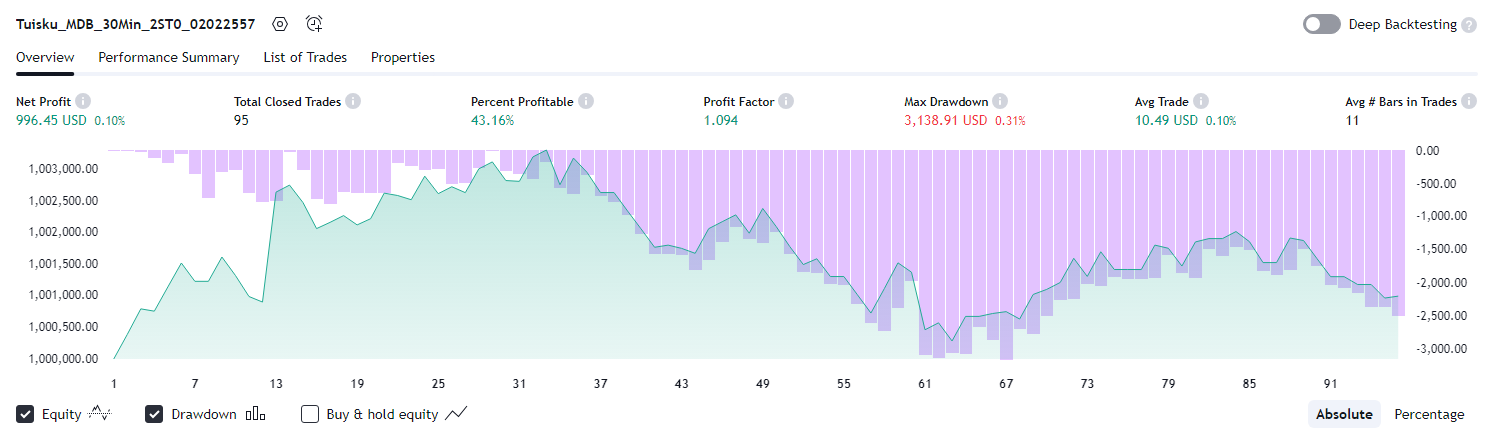 Tuisku_MDB_30Min_2ST0_02022557
Deep Backtesting ?
Overview Performance Summary List of Trades Properties
Net Profit i Total Closed Trades i Percent Profitable i Profit Factor i Max Drawdown i Avg Trade i Avg # Bars in Trades i
996.45 USD 0.10% 95 43.16% 1.094 3,138.91 USD 0.31% 10.49 USD 0.10% 11
0.00
1,003,000.00
-500.00
1,002,500.00
-1,000.00
1,002,000.00
-1,500.00
1,001,500.00
-2,000.00
1,001,000.00
-2,500.00
1,000,500.00
-3,000.00
1,000,000.00
1 7 13 19 25 31 37 43 49 55 61 67 73 79 85 91
Equity Drawdown Buy & hold equity Absolute Percentage